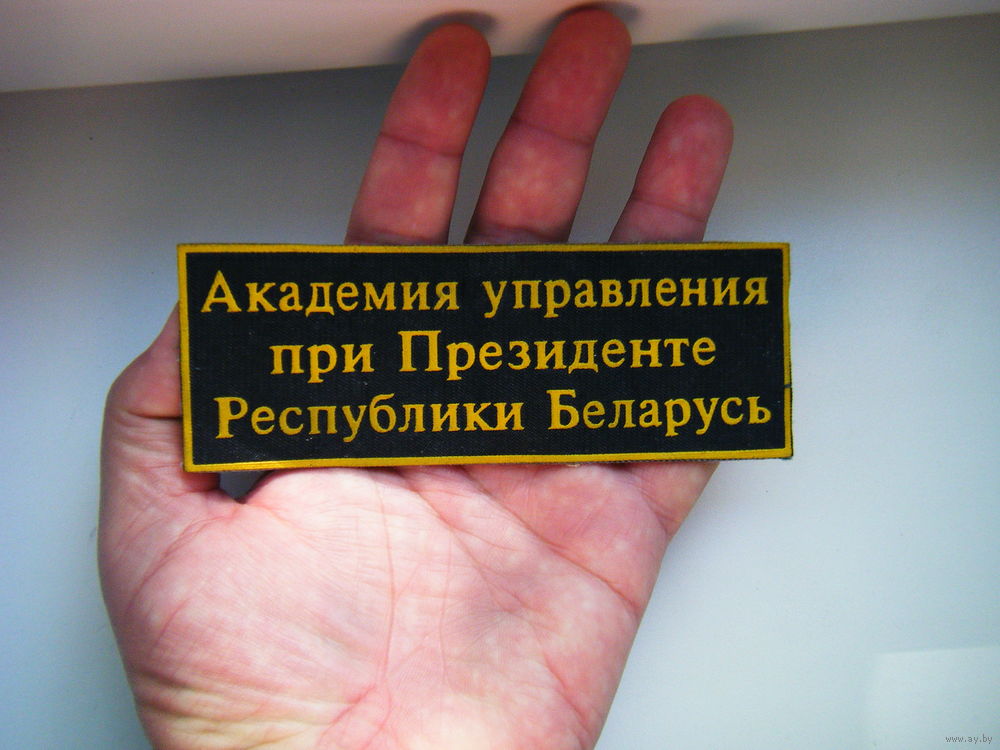 Академия управления
при Президенте
Республики Беларусь
www.ay.by